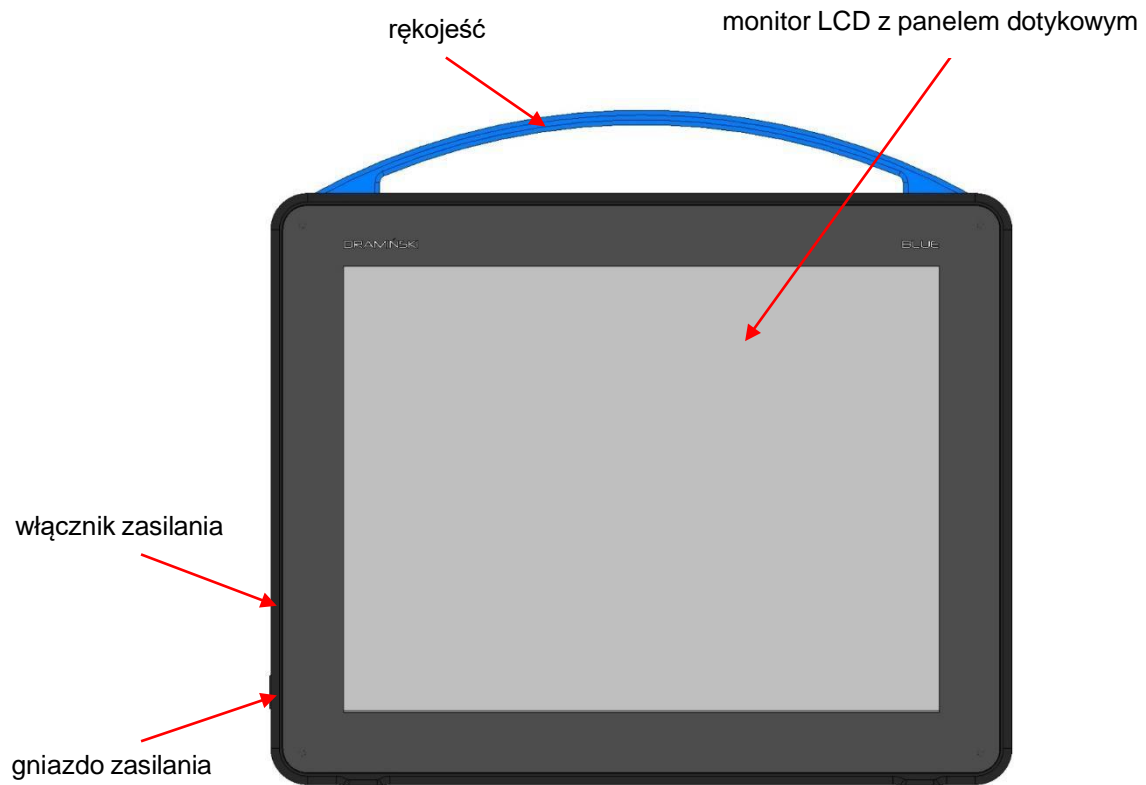 rękojeść
monitor LCD z panelem dotykowym
DRAMIŃSKI
BLUE
włącznik zasilania
gniazdo zasilania